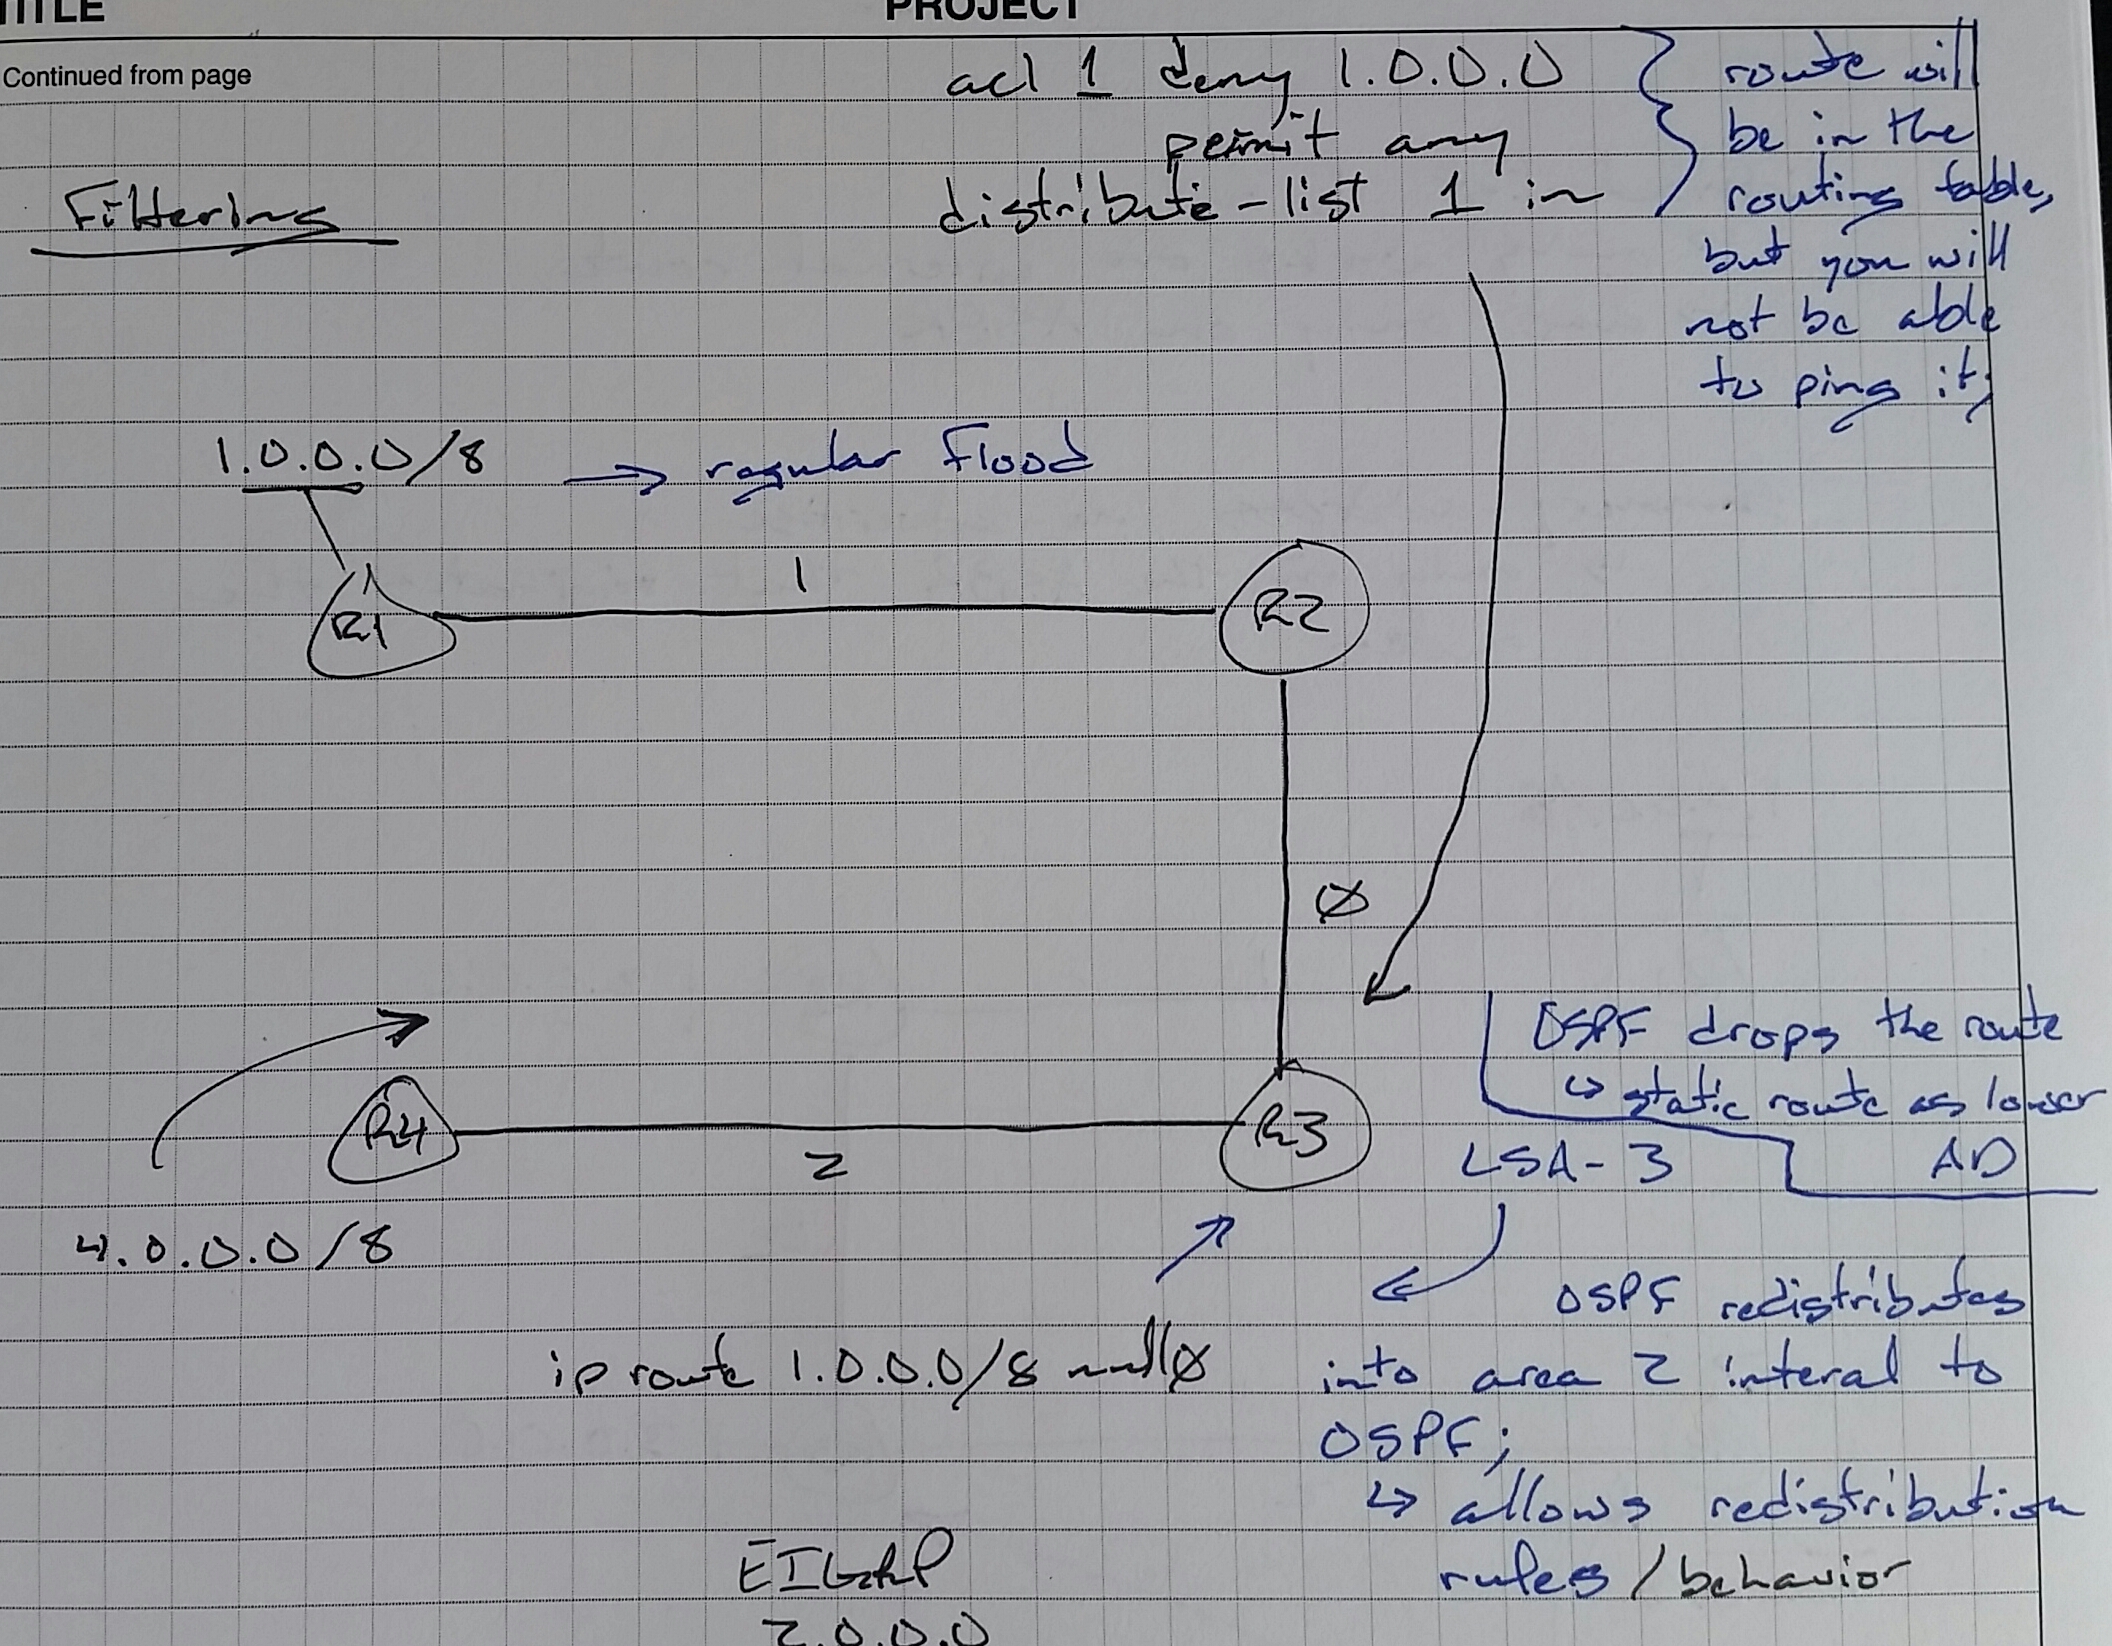 TITLE
PROJECT
Continued from page
acl 1 deny 1.0.0.0
permit any
distribute-list 1 in
route will
be in the
routing table,
but you will
not be able
to ping it;
Filtering
1.0.0.0/8 → regular flood
R1
1
R2
Ø
R4
2
R3
OSPF drops the route
↳ static route as lower
AD
LSA-3
4.0.0.0/8
ip route 1.0.0.0/8 nullØ
OSPF redistributes
into area 2 interal to
OSPF;
↳ allows redistribution
rules/behavior
EIGRP
2.0.0.0